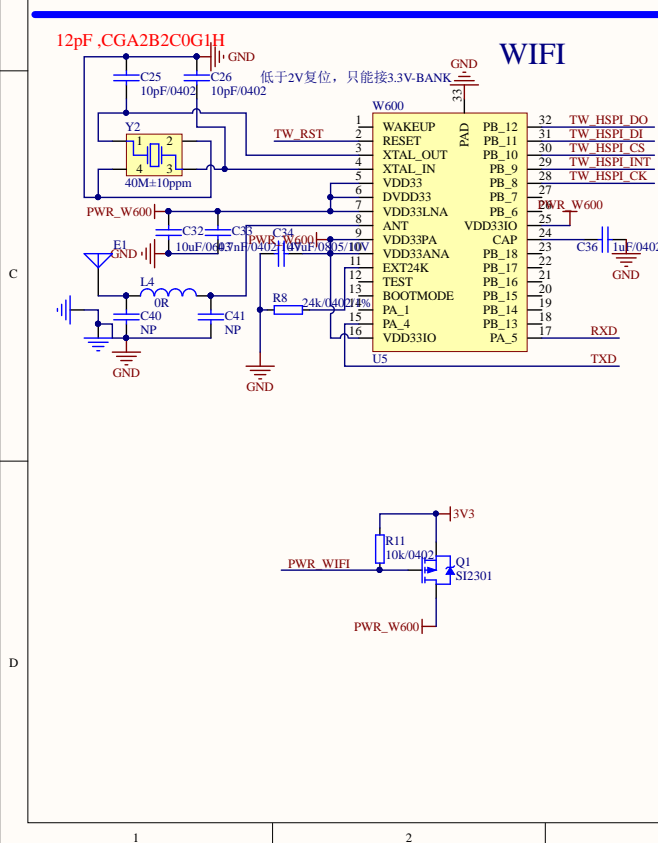 12pF ,CGA2B2C0G1H
WIFI
GND
C25
10pF/0402
C26
10pF/0402
低于2V复位，只能接3.3V-BANK
GND
33
PAD
W600
Y2
1 2
4 3
40M±10ppm
TW_RST
1 WAKEUP PB_12 32 TW_HSPI_DO
2 RESET PB_11 31 TW_HSPI_DI
3 XTAL_OUT PB_10 30 TW_HSPI_CS
4 XTAL_IN PB_9 29 TW_HSPI_INT
5 VDD33 PB_8 28 TW_HSPI_CK
6 DVDD33 PB_7 27
7 VDD33LNA PB_6 26 PWR_W600
8 ANT VDD33IO 25
9 VDD33PA CAP 24
10 VDD33ANA PB_18 23
11 EXT24K PB_17 22
12 TEST PB_16 21
13 BOOTMODE PB_15 20
14 PA_1 PB_14 19
15 PA_4 PB_13 18
16 VDD33IO PA_5 17 RXD
U5
TXD
PWR_W600
C32
10uF/0603
C33
C34
PWR_W600
C36
1uF/0402
GND
E1
GND
L4
0R
R8
24k/0402/1%
C40
NP
C41
NP
GND
GND
C
3V3
R11
10k/0402
PWR_WIFI
Q1
SI2301
PWR_W600
D
1
2